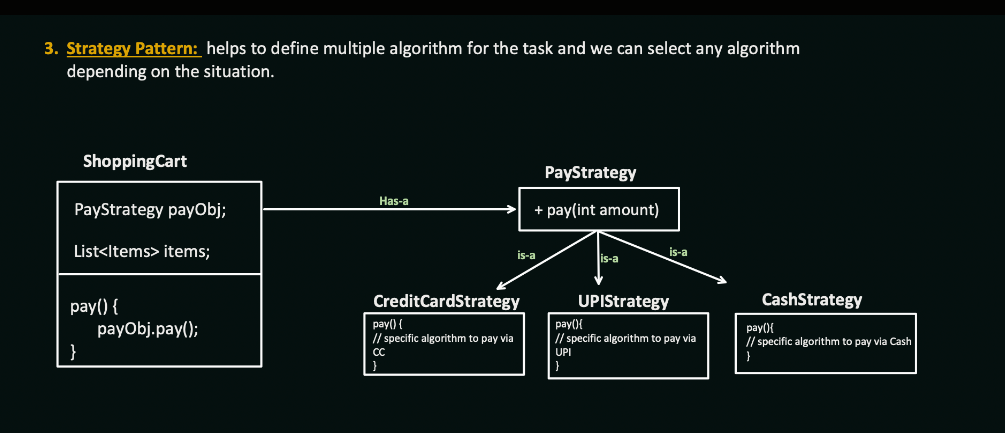 3. Strategy Pattern: helps to define multiple algorithm for the task and we can select any algorithm
depending on the situation.
ShoppingCart
PayStrategy payObj;
List<Items> items;
pay() {
payObj.pay();
}
Has-a
PayStrategy
+ pay(int amount)
is-a
is-a
is-a
CreditCardStrategy
pay() {
// specific algorithm to pay via
CC
}
UPIStrategy
pay(){
// specific algorithm to pay via
UPI
}
CashStrategy
pay(){
// specific algorithm to pay via Cash
}